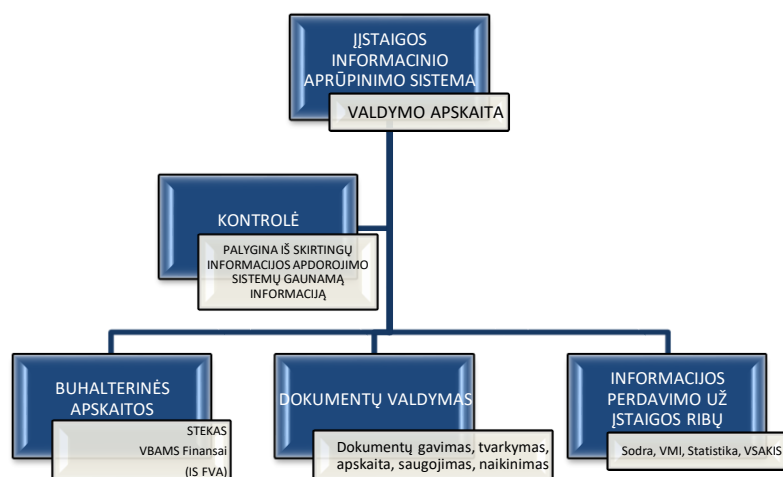 ĮĮSTAIGOS
INFORMACINIO
APRŪPINIMO SISTEMA
VALDYMO APSKAITA
KONTROLĖ
PALYGINA IŠ SKIRTINGŲ
INFORMACIJOS APDOROJIMO
SISTEMŲ GAUNAMĄ
INFORMACIJĄ
BUHALTERINĖS
APSKAITOS
STEKAS
VBAMS Finansai
(IS FVA)
DOKUMENTŲ VALDYMAS
Dokumentų gavimas, tvarkymas,
apskaita, saugojimas, naikinimas
INFORMACIJOS
PERDAVIMO UŽ
ĮSTAIGOS RIBŲ
Sodra, VMI, Statistika, VSAKIS